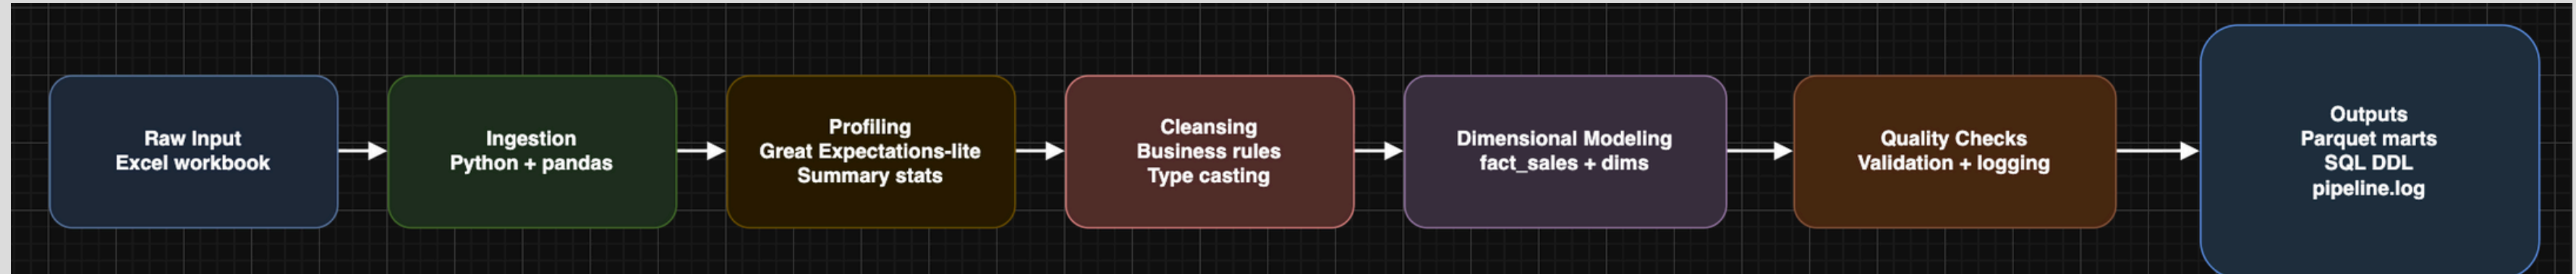 Raw Input
Excel workbook
Ingestion
Python + pandas
Profiling
Great Expectations-lite
Summary stats
Cleansing
Business rules
Type casting
Dimensional Modeling
fact_sales + dims
Quality Checks
Validation + logging
Outputs
Parquet marts
SQL DDL
pipeline.log